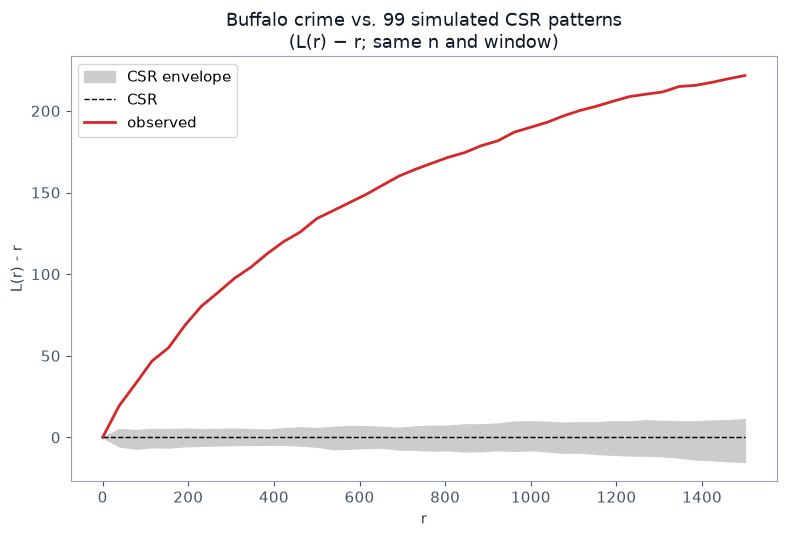 Buffalo crime vs. 99 simulated CSR patterns
(L(r) − r; same n and window)
CSR envelope
CSR
observed
200
150
100
50
0
L(r) - r
0 200 400 600 800 1000 1200 1400
r